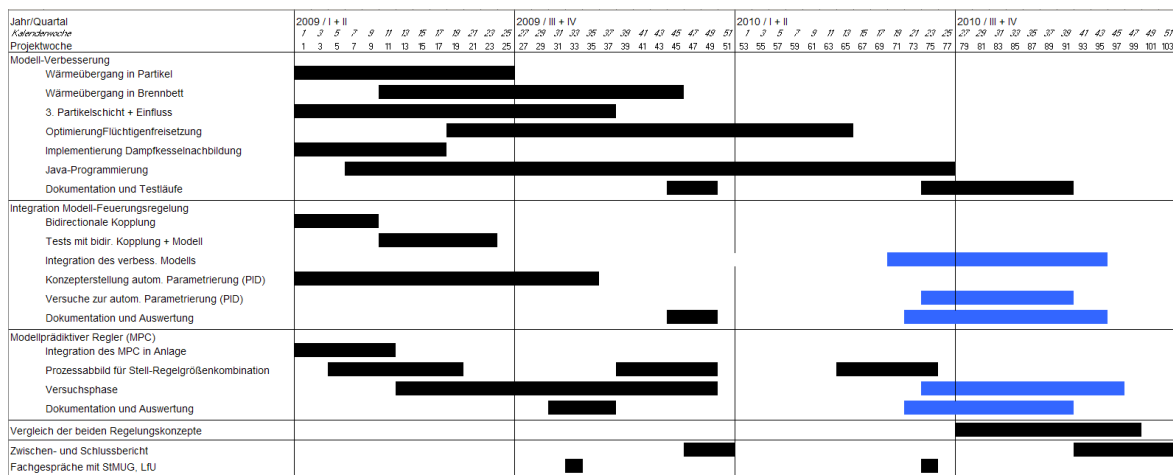 Jahr/Quartal 2009 / I + II 2009 / III + IV 2010 / I + II 2010 / III + IV
Kalenderwoche 1 3 5 7 9 11 13 15 17 19 21 23 25 27 29 31 33 35 37 39 41 43 45 47 49 51 1 3 5 7 9 11 13 15 17 19 21 23 25 27 29 31 33 35 37 39 41 43 45 47 49 51
Projektwoche 1 3 5 7 9 11 13 15 17 19 21 23 25 27 29 31 33 35 37 39 41 43 45 47 49 51 53 55 57 59 61 63 65 67 69 71 73 75 77 79 81 83 85 87 89 91 93 95 97 99 101 103
Modell-Verbesserung
Wärmeübergang in Partikel
Wärmeübergang in Brennbett
3. Partikelschicht + Einfluss
OptimierungFlüchtigenfreisetzung
Implementierung Dampfkesselnachbildung
Java-Programmierung
Dokumentation und Testläufe
Integration Modell-Feuerungsregelung
Bidirectionale Kopplung
Tests mit bidir. Kopplung + Modell
Integration des verbess. Modells
Konzepterstellung autom. Parametrierung (PID)
Versuche zur autom. Parametrierung (PID)
Dokumentation und Auswertung
Modellprädiktiver Regler (MPC)
Integration des MPC in Anlage
Prozessabbild für Stell-Regelgrößenkombination
Versuchsphase
Dokumentation und Auswertung
Vergleich der beiden Regelungskonzepte
Zwischen- und Schlussbericht
Fachgespräche mit StMUG, LfU